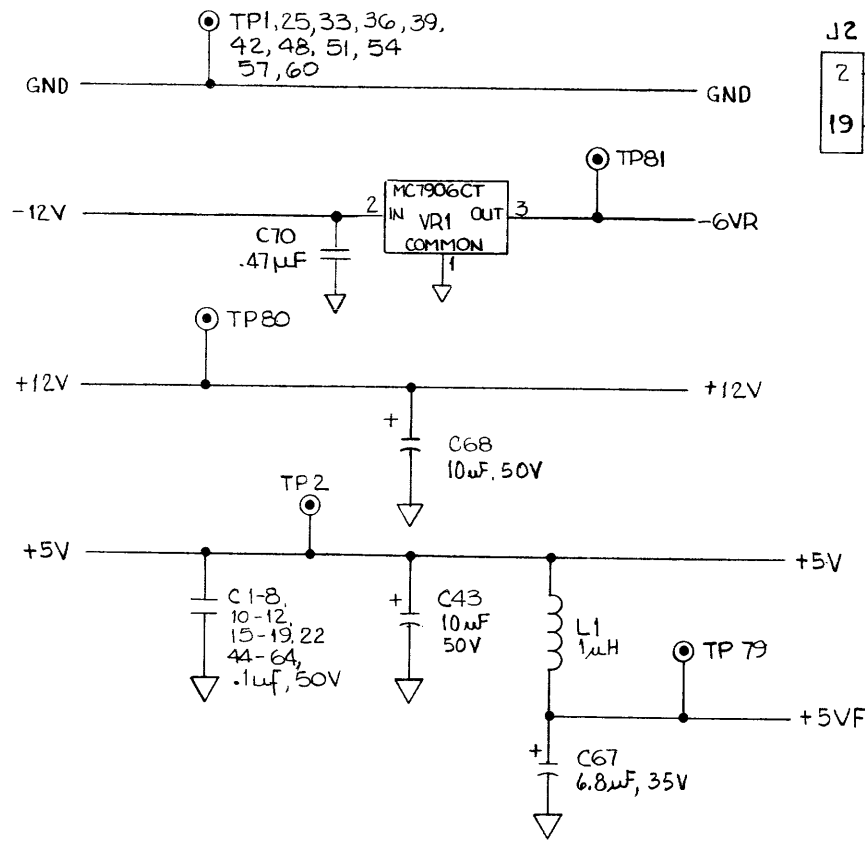 TP1, 25, 33, 36, 39,
42, 48, 51, 54
57, 60
GND
GND
J2
2
19
TP81
MC7906CT
-12V
2
IN
VR1
OUT
3
-6VR
COMMON
1
C70
.47µF
TP80
+12V
+12V
+
C68
10uF, 50V
TP2
+5V
+5V
C1-8,
10-12,
15-19, 22
44-64,
.1uf, 50V
+
C43
10uF
50V
L1
1µH
TP 79
+5VF
+
C67
6.8µF, 35V